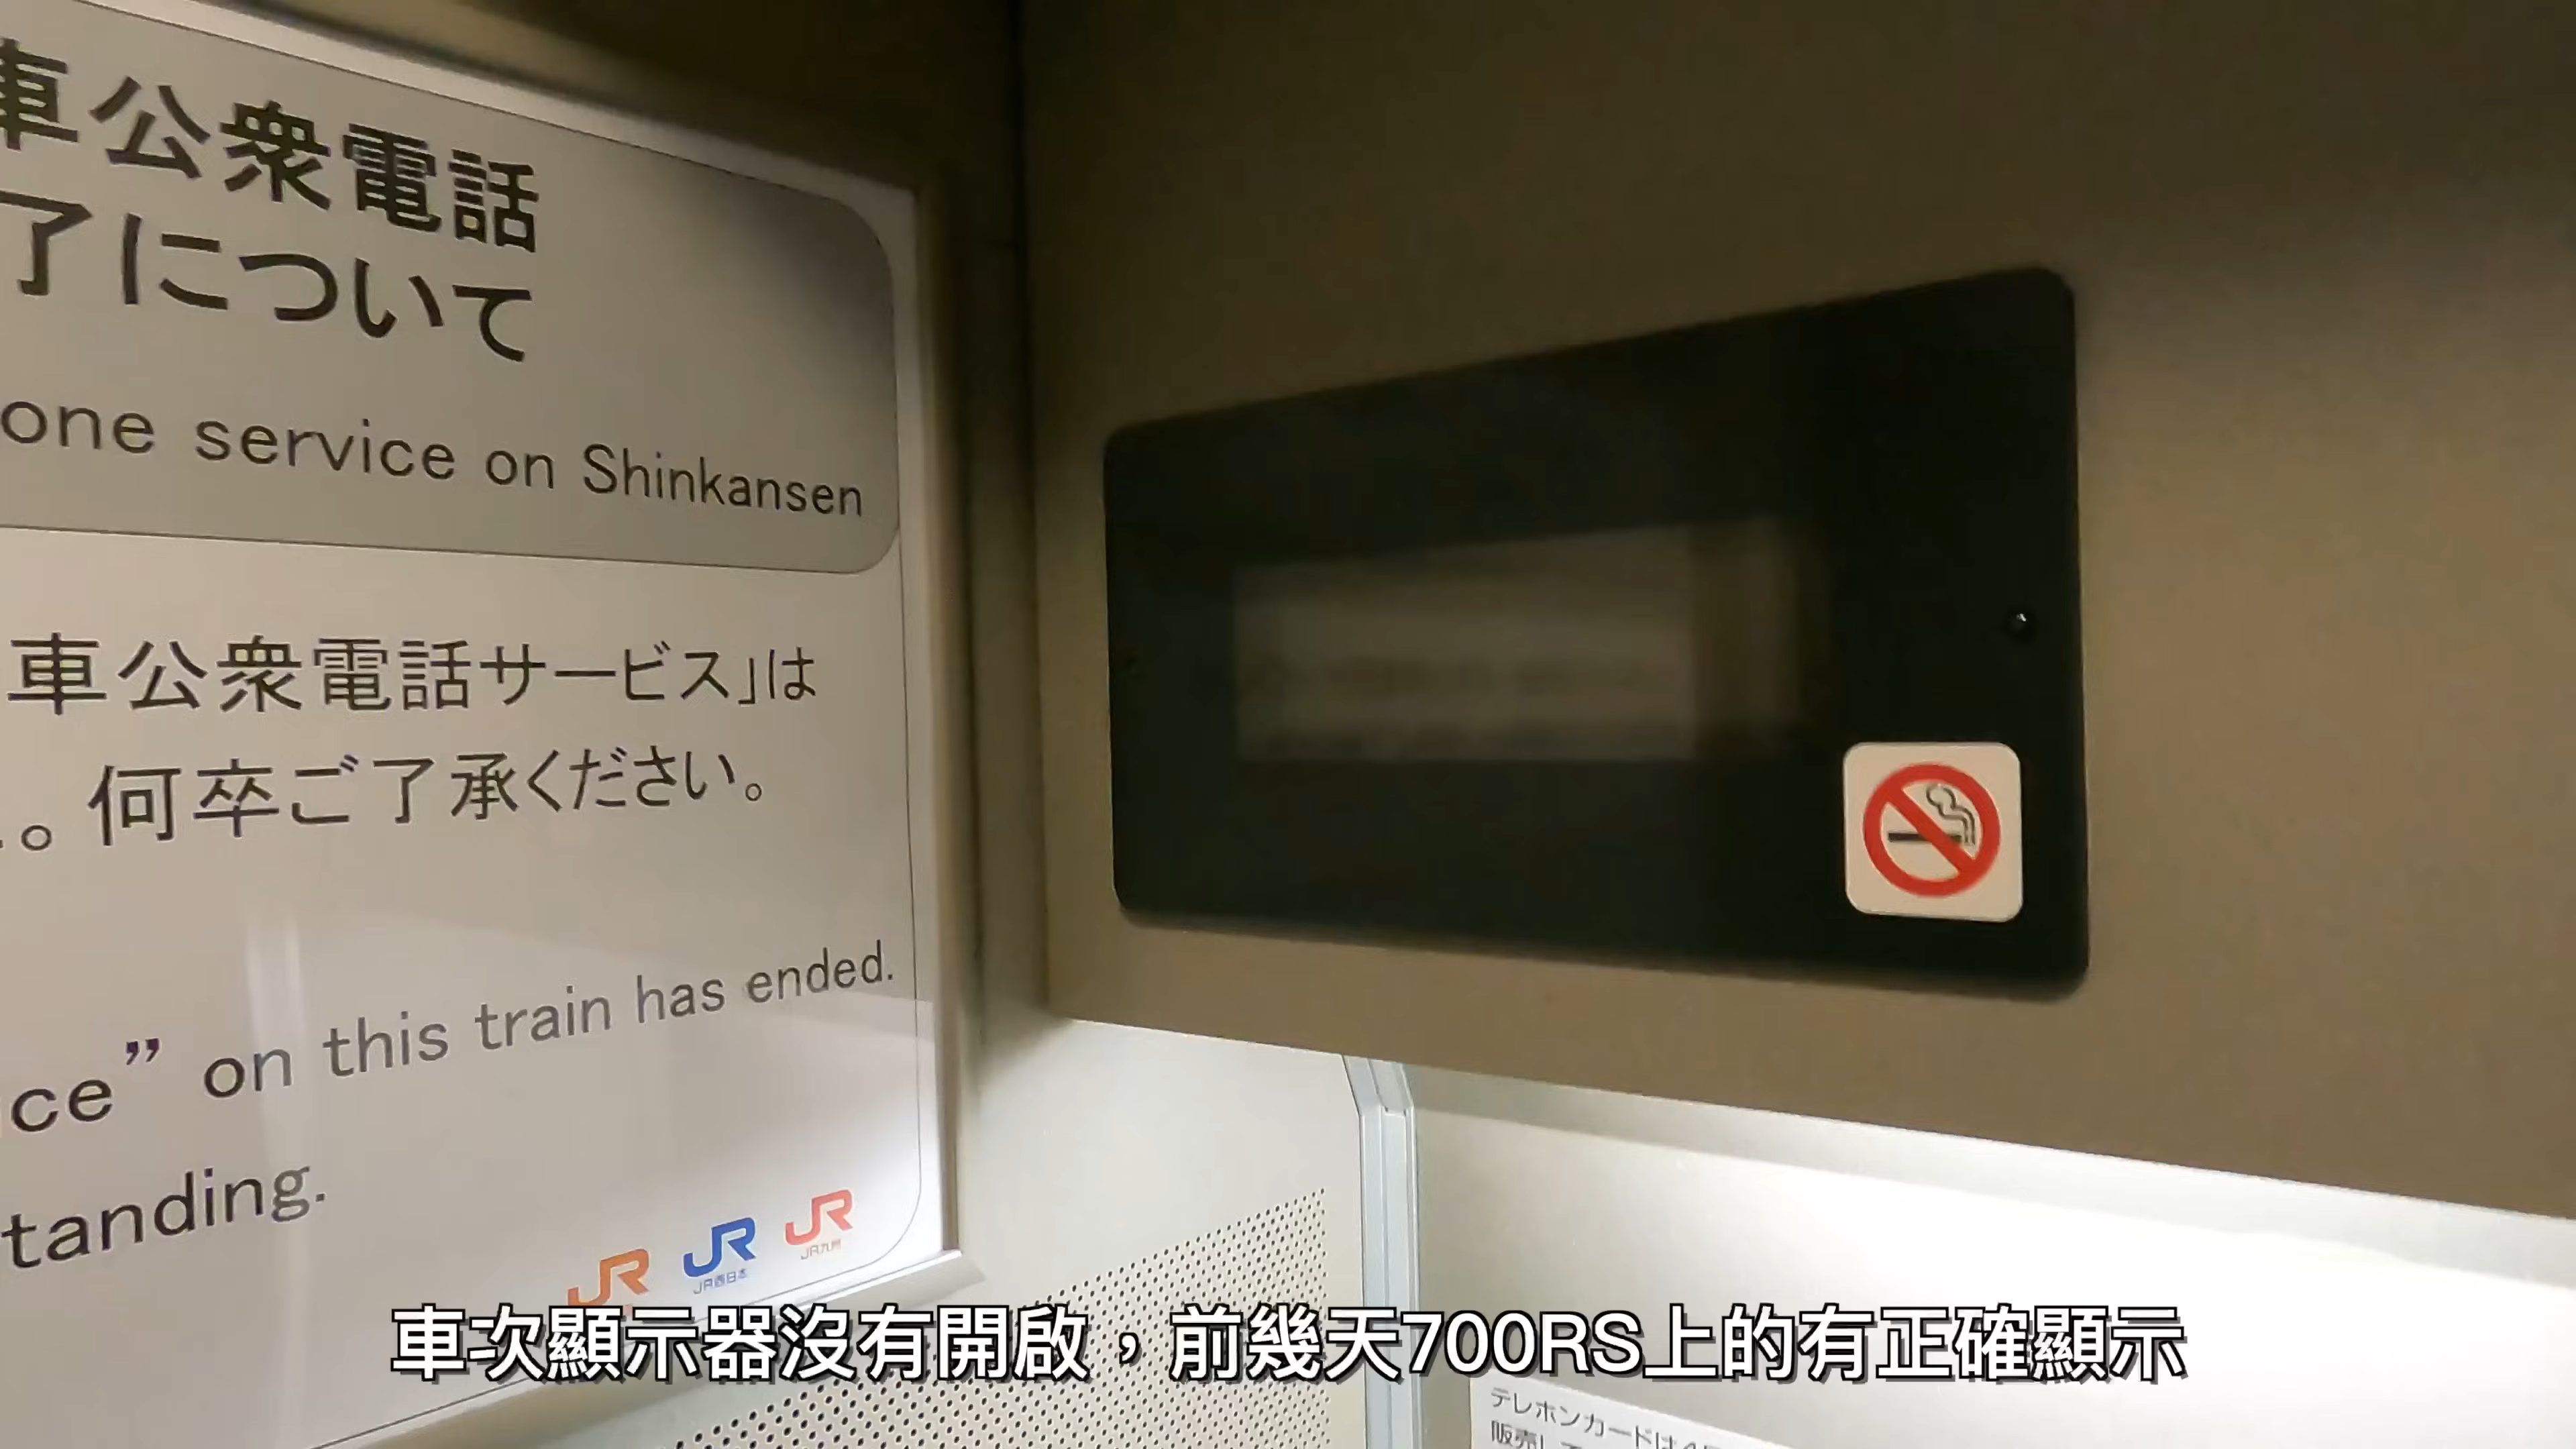 車公衆電話
了について
one service on Shinkansen
車公衆電話サービス」は
。何卒ご了承ください。
ce” on this train has ended.
tanding.
JR
JR
JR西日本
JR
JR九州
車次顯示器沒有開啟，前幾天700RS上的有正確顯示
テレホンカードは
販売し